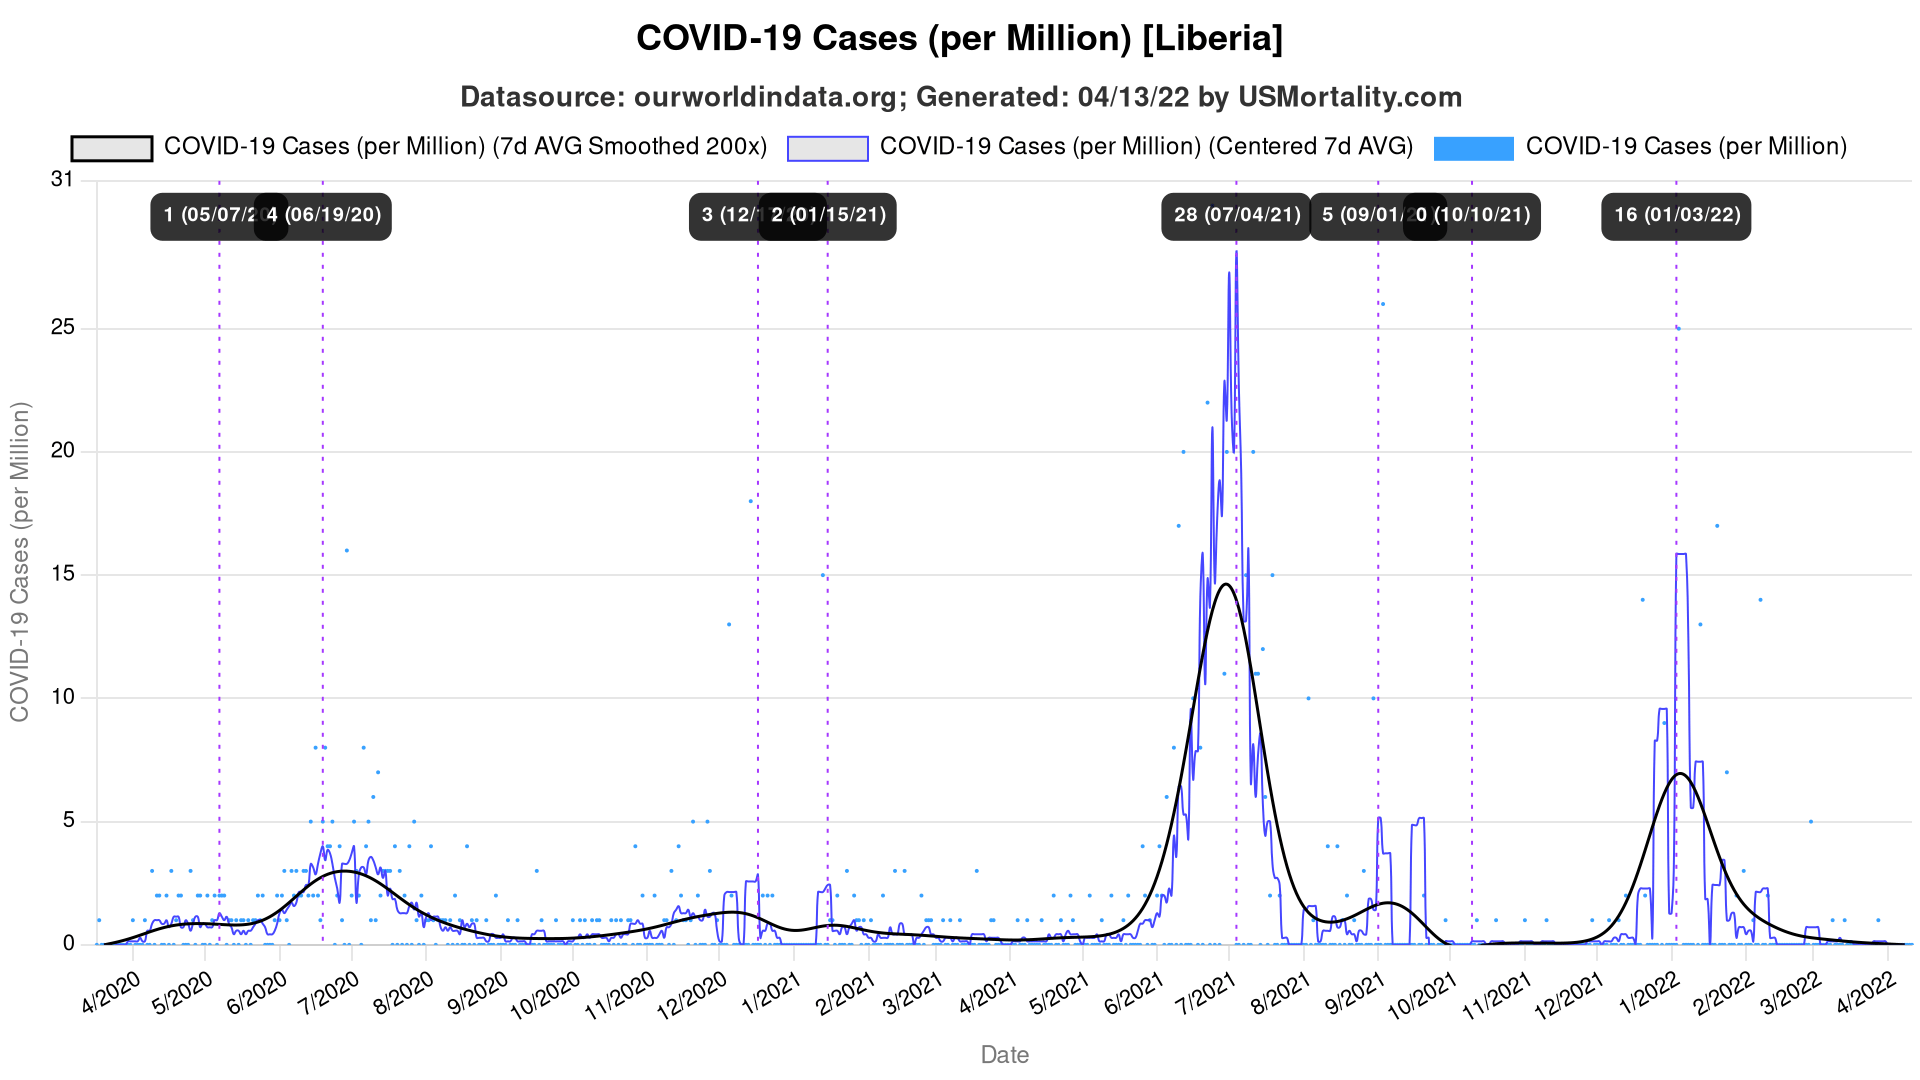 COVID-19 Cases (per Million) [Liberia]
Datasource: ourworldindata.org; Generated: 04/13/22 by USMortality.com
COVID-19 Cases (per Million) (7d AVG Smoothed 200x) COVID-19 Cases (per Million) (Centered 7d AVG) COVID-19 Cases (per Million)
31
1 (05/07/20 4 (06/19/20) 3 (12/1 2 (01/15/21) 28 (07/04/21) 5 (09/01/ 0 (10/10/21) 16 (01/03/22)
25
20
15
10
5
0
COVID-19 Cases (per Million)
4/2020 5/2020 6/2020 7/2020 8/2020 9/2020 10/2020 11/2020 12/2020 1/2021 2/2021 3/2021 4/2021 5/2021 6/2021 7/2021 8/2021 9/2021 10/2021 11/2021 12/2021 1/2022 2/2022 3/2022 4/2022
Date